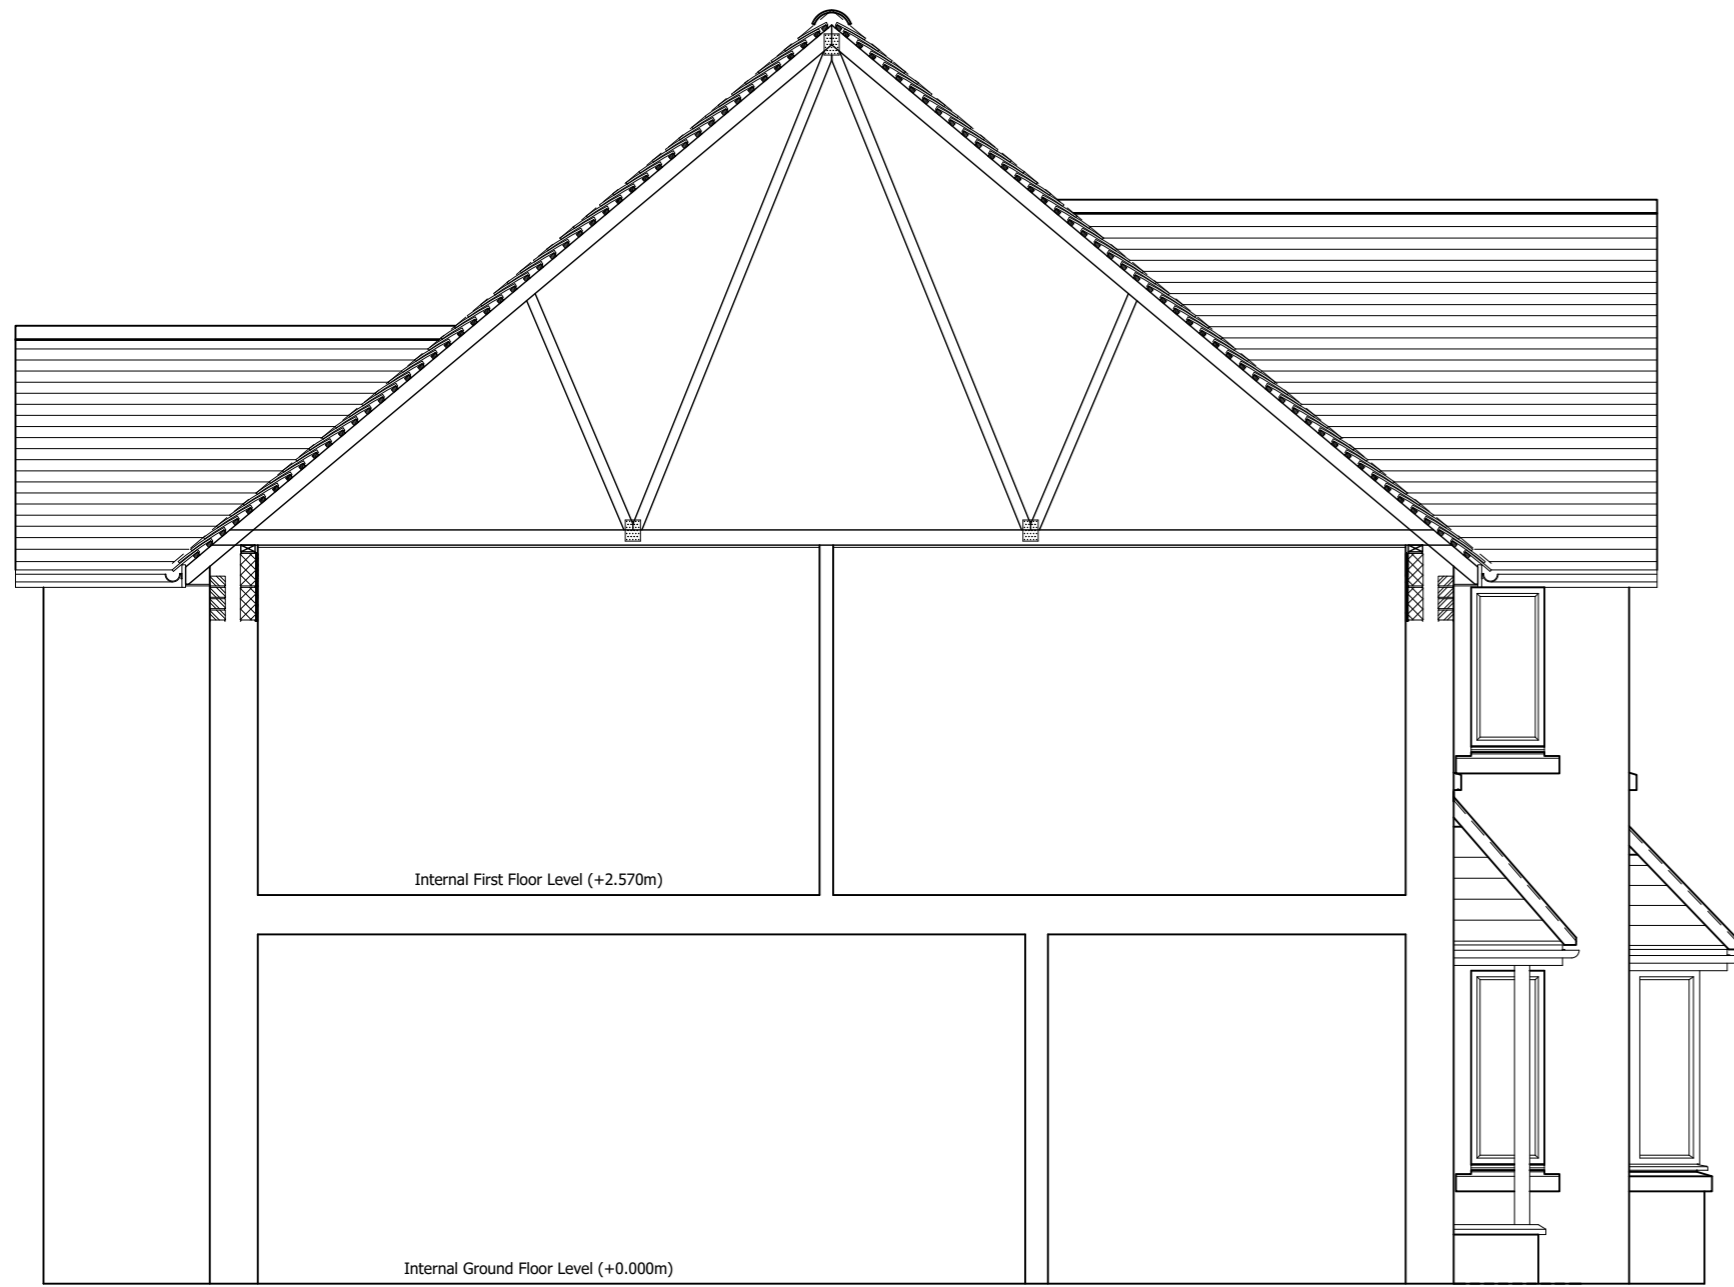 Internal First Floor Level (+2.570m)
Internal Ground Floor Level (+0.000m)